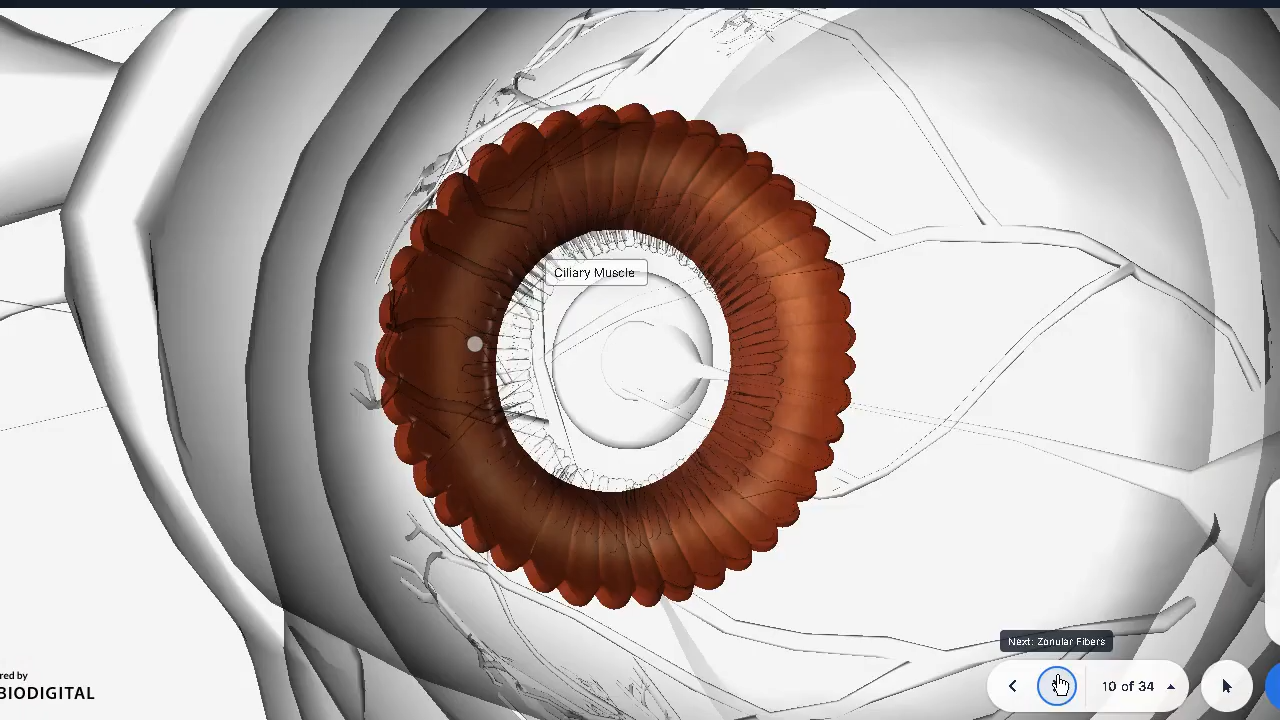 Ciliary Muscle
Next: Zonular Fibers
10 of 34
red by
BIODIGITAL